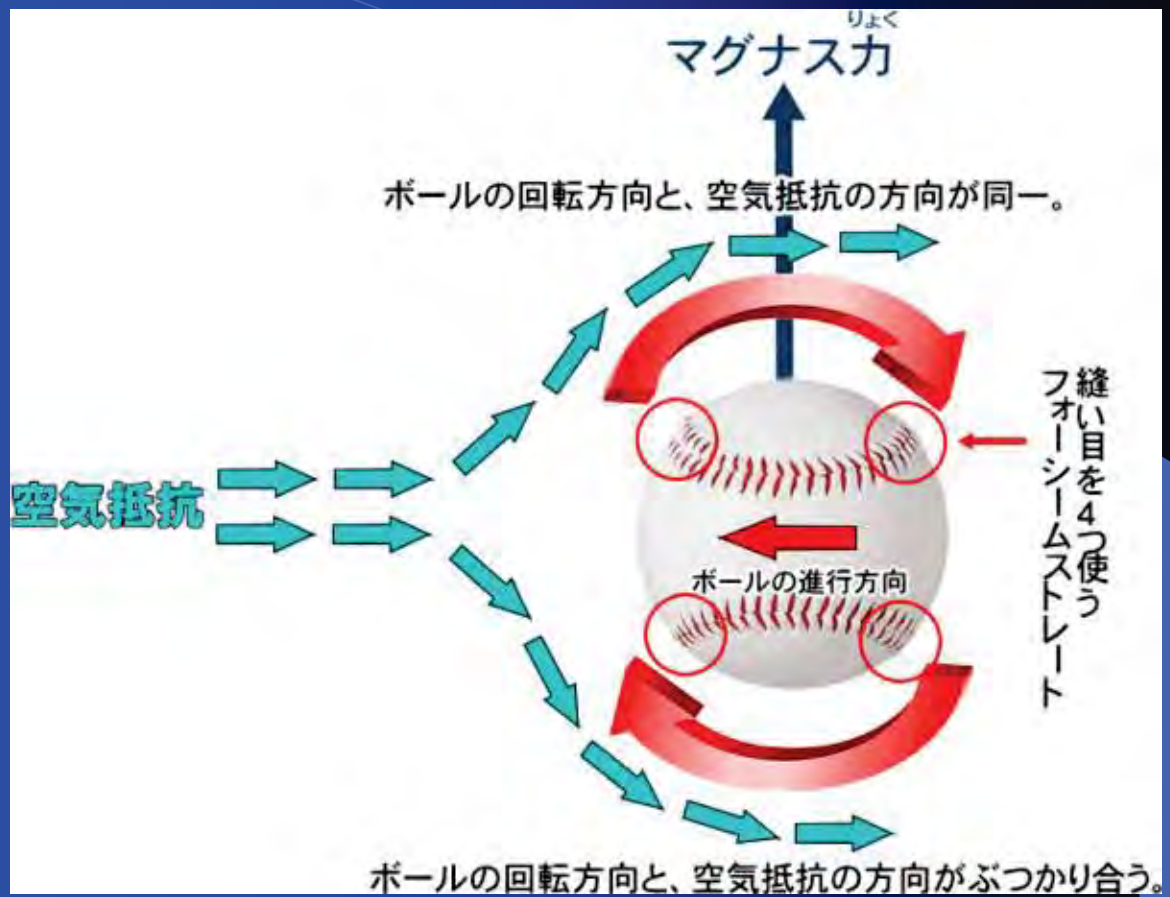 りょく
マグナス力
ボールの回転方向と、空気抵抗の方向が同一。
縫い目を4つ使う
フォーシームストレート
空気抵抗
ボールの進行方向
ボールの回転方向と、空気抵抗の方向がぶつかり合う。